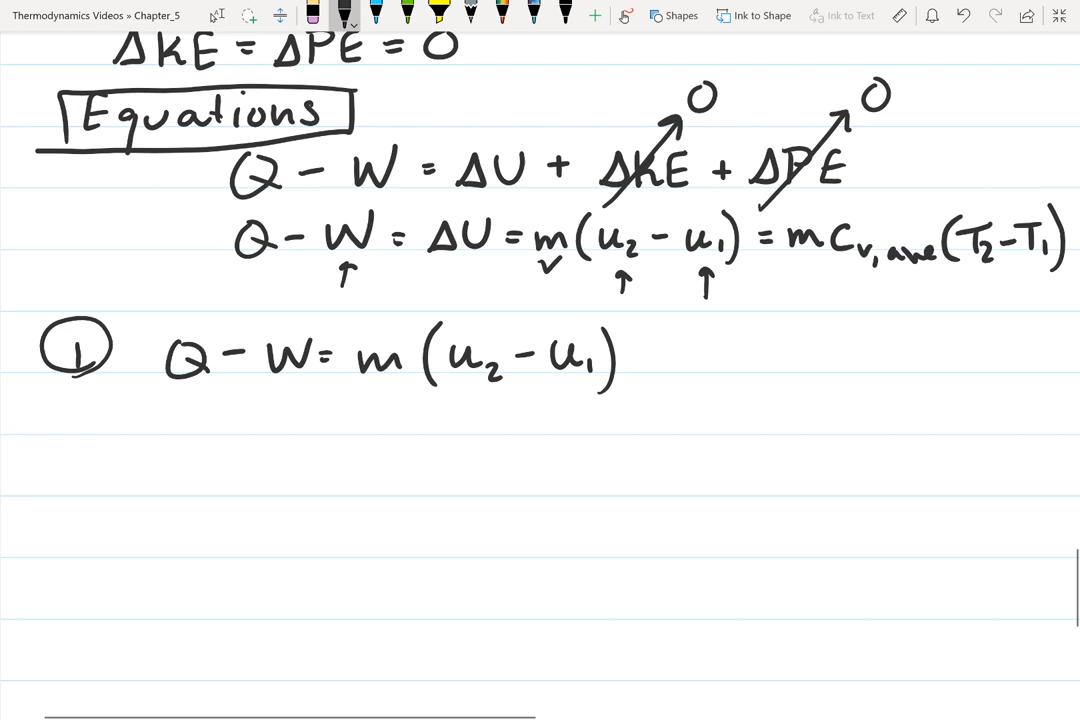 Thermodynamics Videos » Chapter_5
Shapes Ink to Shape Ink to Text
ΔKE = ΔPE = 0
Equations
0 0
Q - W = ΔU + ΔKE + ΔPE
Q - W = ΔU = m(u₂ - u₁) = m C_v,ave (T₂ - T₁)
1 Q - W = m (u₂ - u₁)